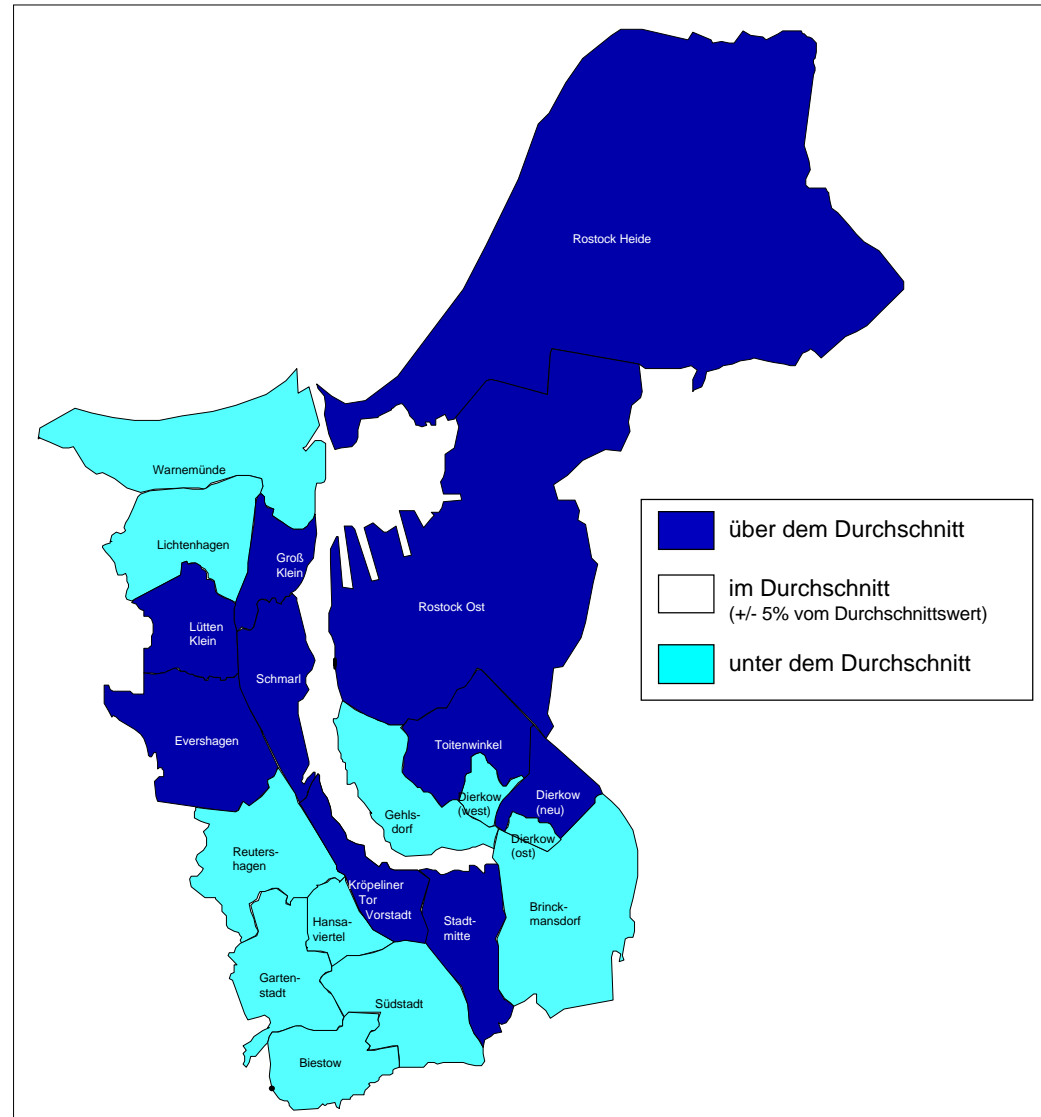 Rostock Heide
Warnemünde
Lichtenhagen
Groß
Klein
Rostock Ost
Lütten
Klein
Schmarl
Evershagen
Toitenwinkel
Dierkow
(west)
Dierkow
(neu)
Gehls-
dorf
Dierkow
(ost)
Reuters-
hagen
Kröpeliner
Tor
Vorstadt
Hansa-
viertel
Stadt-
mitte
Brinck-
mansdorf
Garten-
stadt
Südstadt
Biestow
über dem Durchschnitt
im Durchschnitt
(+/- 5% vom Durchschnittswert)
unter dem Durchschnitt